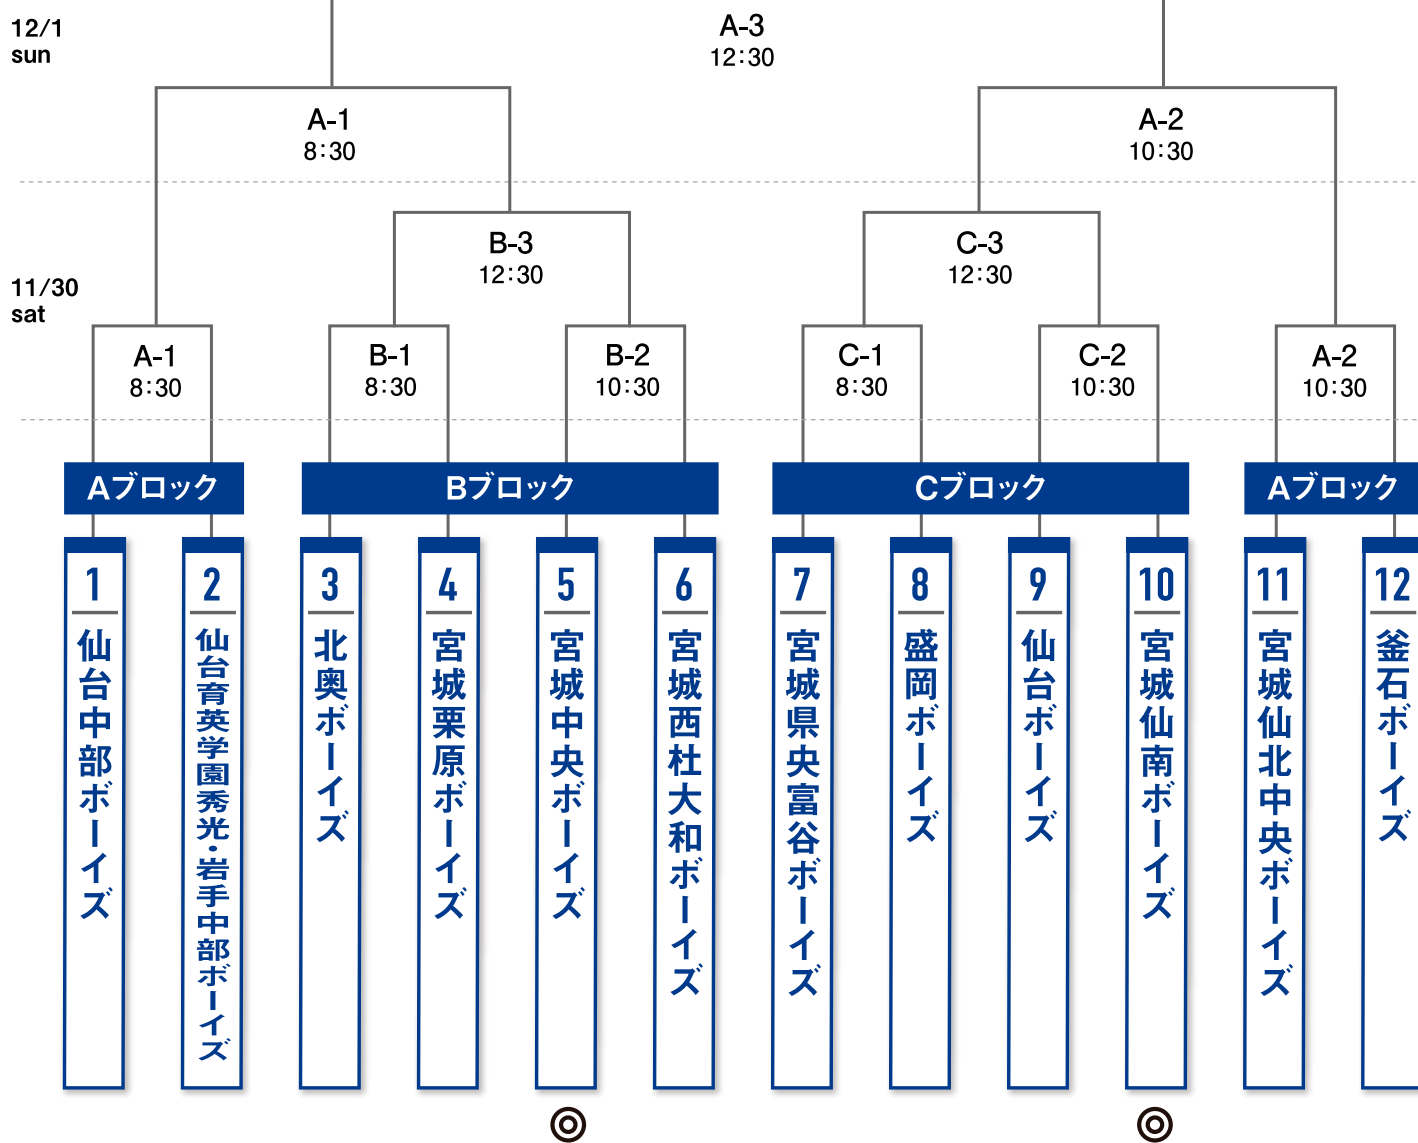 12/1
sun
A-3
12:30
A-1
8:30
A-2
10:30
11/30
sat
B-3
12:30
C-3
12:30
A-1
8:30
B-1
8:30
B-2
10:30
C-1
8:30
C-2
10:30
A-2
10:30
Aブロック
Bブロック
Cブロック
Aブロック
1
仙台中部ボーイズ
2
仙台育英学園秀光・岩手中部ボーイズ
3
北奥ボーイズ
4
宮城栗原ボーイズ
5
宮城中央ボーイズ
6
宮城西杜大和ボーイズ
7
宮城県央富谷ボーイズ
8
盛岡ボーイズ
9
仙台ボーイズ
10
宮城仙南ボーイズ
11
宮城仙北中央ボーイズ
12
釜石ボーイズ
◎
◎